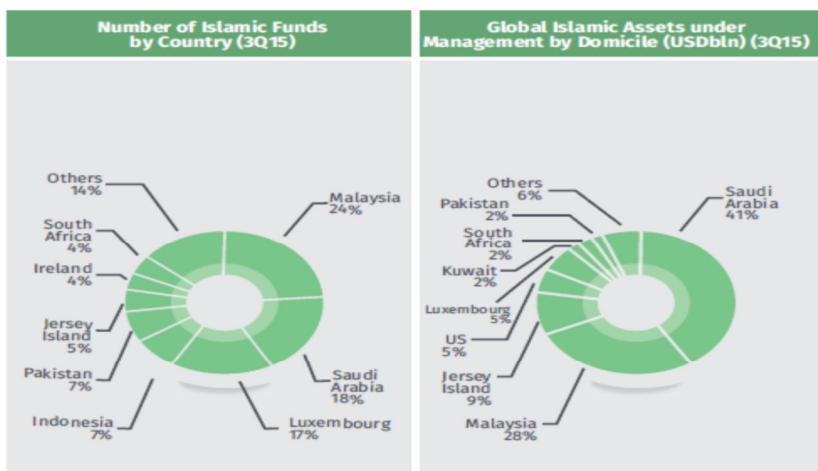 Number of Islamic Funds
by Country (3Q15)
Others
14%
Malaysia
24%
South
Africa
4%
Ireland
4%
Jersey
Island
5%
Pakistan
7%
Indonesia
7%
Saudi
Arabia
18%
Luxembourg
17%
Global Islamic Assets under
Management by Domicile (USDbln) (3Q15)
Others
6%
Saudi
Arabia
41%
Pakistan
2%
South
Africa
2%
Kuwait
2%
Luxembourg
5%
US
5%
Jersey
Island
9%
Malaysia
28%